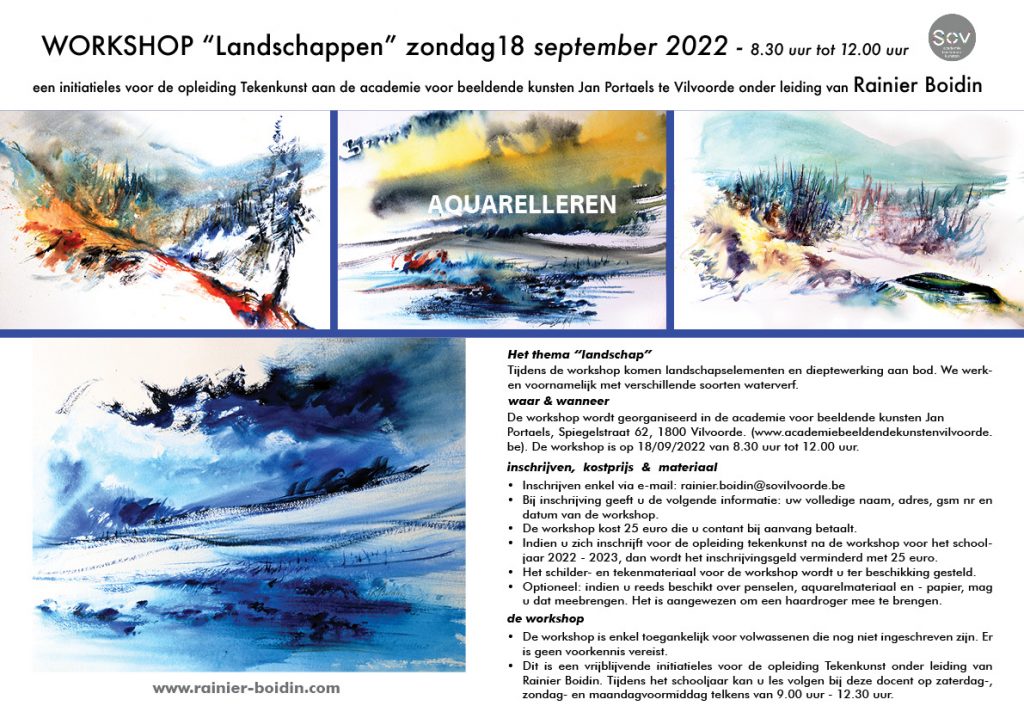 WORKSHOP “Landschappen” zondag18 september 2022 - 8.30 uur tot 12.00 uur
Scv
een initiatieles voor de opleiding Tekenkunst aan de academie voor beeldende kunsten Jan Portaels te Vilvoorde onder leiding van Rainier Boidin
AQUARELLEREN
Het thema “landschap”
Tijdens de workshop komen landschapselementen en dieptewerking aan bod. We werk-
en voornamelijk met verschillende soorten waterverf.
waar & wanneer
De workshop wordt georganiseerd in de academie voor beeldende kunsten Jan
Portaels, Spiegelstraat 62, 1800 Vilvoorde. (www.academiebeeldendekunstenvilvoorde.
be). De workshop is op 18/09/2022 van 8.30 uur tot 12.00 uur.
inschrijven, kostprijs & materiaal
• Inschrijven enkel via e-mail: rainier.boidin@sovilvoorde.be
• Bij inschrijving geeft u de volgende informatie: uw volledige naam, adres, gsm nr en
datum van de workshop.
• De workshop kost 25 euro die u contant bij aanvang betaalt.
• Indien u zich inschrijft voor de opleiding tekenkunst na de workshop voor het school-
jaar 2022 - 2023, dan wordt het inschrijvingsgeld verminderd met 25 euro.
• Het schilder- en tekenmateriaal voor de workshop wordt u ter beschikking gesteld.
• Optioneel: indien u reeds beschikt over penselen, aquarelmateriaal en - papier, mag
u dat meebrengen. Het is aangewezen om een haardroger mee te brengen.
de workshop
• De workshop is enkel toegankelijk voor volwassenen die nog niet ingeschreven zijn. Er
is geen voorkennis vereist.
• Dit is een vrijblijvende initiatieles voor de opleiding Tekenkunst onder leiding van
Rainier Boidin. Tijdens het schooljaar kan u les volgen bij deze docent op zaterdag-,
zondag- en maandagvoormiddag telkens van 9.00 uur - 12.30 uur.
www.rainier-boidin.com